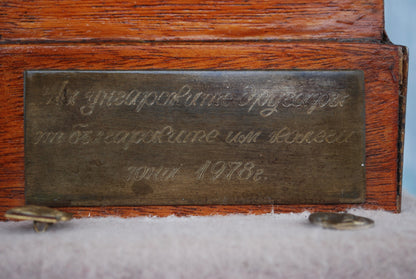 На унгарските другари
от българските им колеги
юни 1978г.